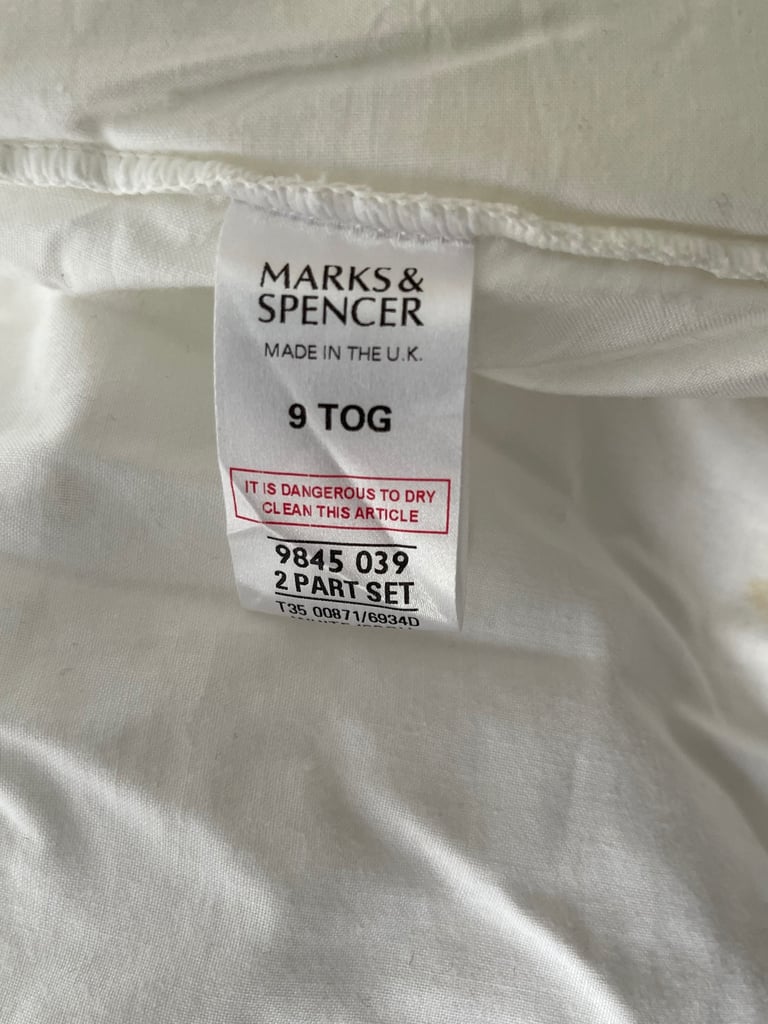 MARKS &
SPENCER
MADE IN THE U.K.
9 TOG
IT IS DANGEROUS TO DRY
CLEAN THIS ARTICLE
9845 039
2 PART SET
T35 00871/6934D